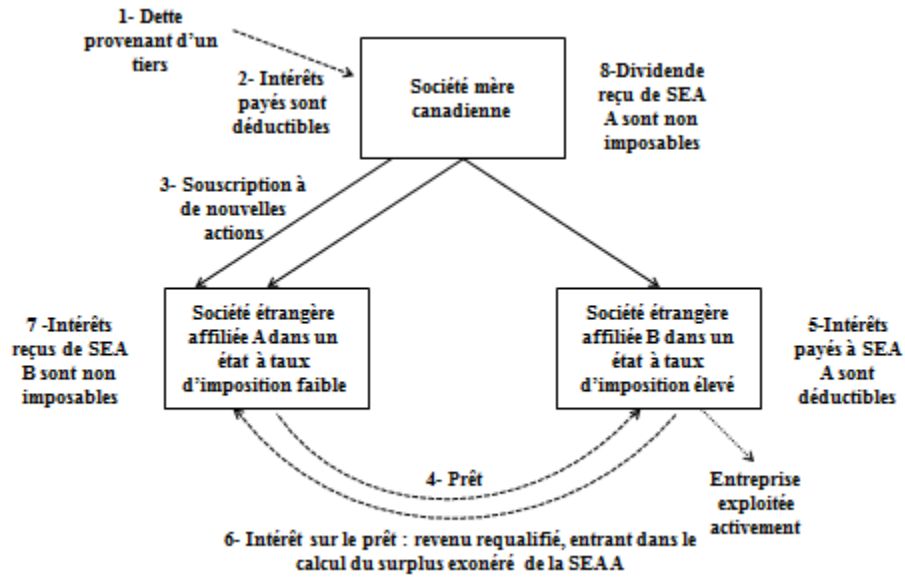 1- Dette
provenant d'un
tiers
2- Intérêts
payés sont
déductibles
Société mère
canadienne
8-Dividende
reçu de SEA
A sont non
imposables
3- Souscription à
de nouvelles
actions
7 -Intérêts
reçus de SEA
B sont non
imposables
Société étrangère
affiliée A dans un
état à taux
d'imposition faible
Société étrangère
affiliée B dans un
état à taux
d'imposition élevé
5-Intérêts
payés à SEA
A sont
déductibles
4- Prêt
Entreprise
exploitée
activement
6- Intérêt sur le prêt : revenu requalifié, entrant dans le
calcul du surplus exonéré de la SEA A